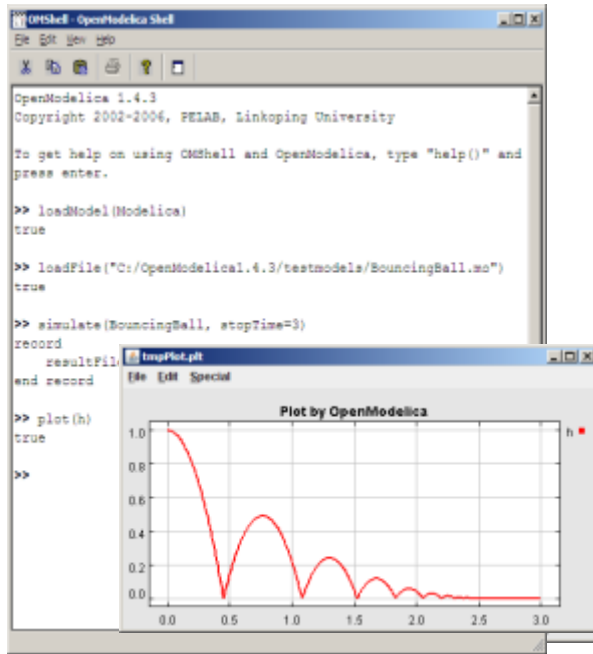 OMShell - OpenModelica Shell
File Edit View Help
OpenModelica 1.4.3
Copyright 2002-2006, PELAB, Linkoping University
To get help on using OMShell and OpenModelica, type "help()" and
press enter.
>> loadModel(Modelica)
true
>> loadFile("C:/OpenModelica1.4.3/testmodels/BouncingBall.mo")
true
>> simulate(BouncingBall, stopTime=3)
record
resultFil
end record
>> plot(h)
true
>>
tmpPlot.plt
File Edit Special
Plot by OpenModelica
h
1.0
0.8
0.6
0.4
0.2
0.0
0.0 0.5 1.0 1.5 2.0 2.5 3.0